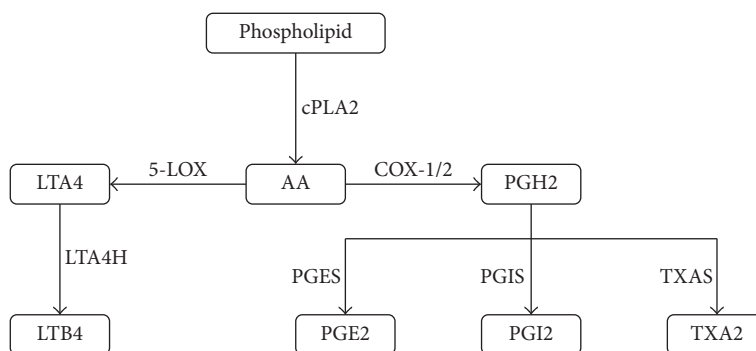 Phospholipid
cPLA2
5-LOX
COX-1/2
LTA4
AA
PGH2
LTA4H
PGES
PGIS
TXAS
LTB4
PGE2
PGI2
TXA2